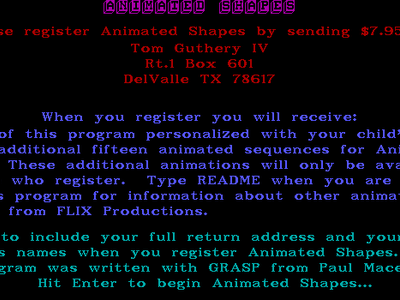 ANIMATED SHAPES
se register Animated Shapes by sending $7.95
Tom Guthery IV
Rt.1 Box 601
DelValle TX 78617
When you register you will receive:
of this program personalized with your child'
additional fifteen animated sequences for Ani
These additional animations will only be avai
who register. Type README when you are
s program for information about other animat
from FLIX Productions.
to include your full return address and your
s names when you register Animated Shapes.
gram was written with GRASP from Paul Mace
Hit Enter to begin Animated Shapes...